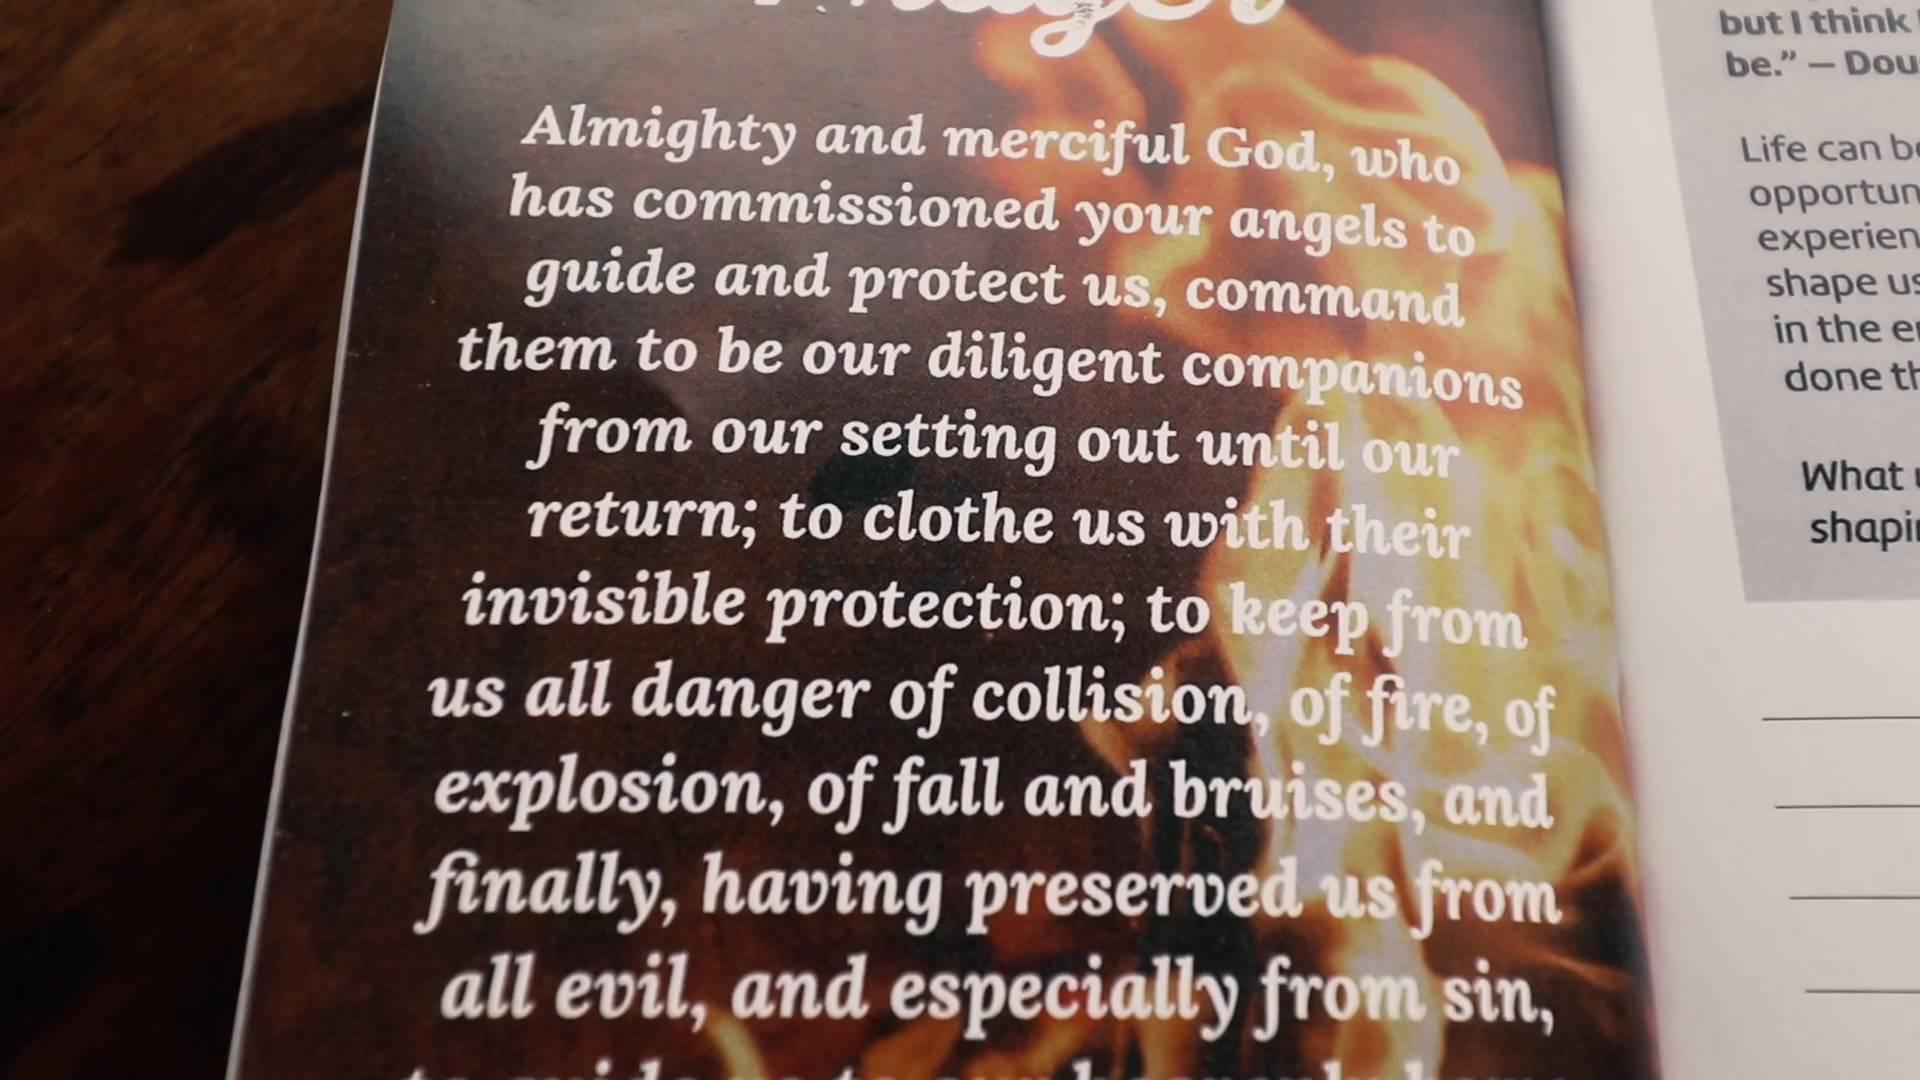 Almighty and merciful God, who
has commissioned your angels to
guide and protect us, command
them to be our diligent companions
from our setting out until our
return; to clothe us with their
invisible protection; to keep from
us all danger of collision, of fire, of
explosion, of fall and bruises, and
finally, having preserved us from
all evil, and especially from sin,
but I think
be.” — Dou
Life can b
opportun
experien
shape us
in the e
done th
What
shapi